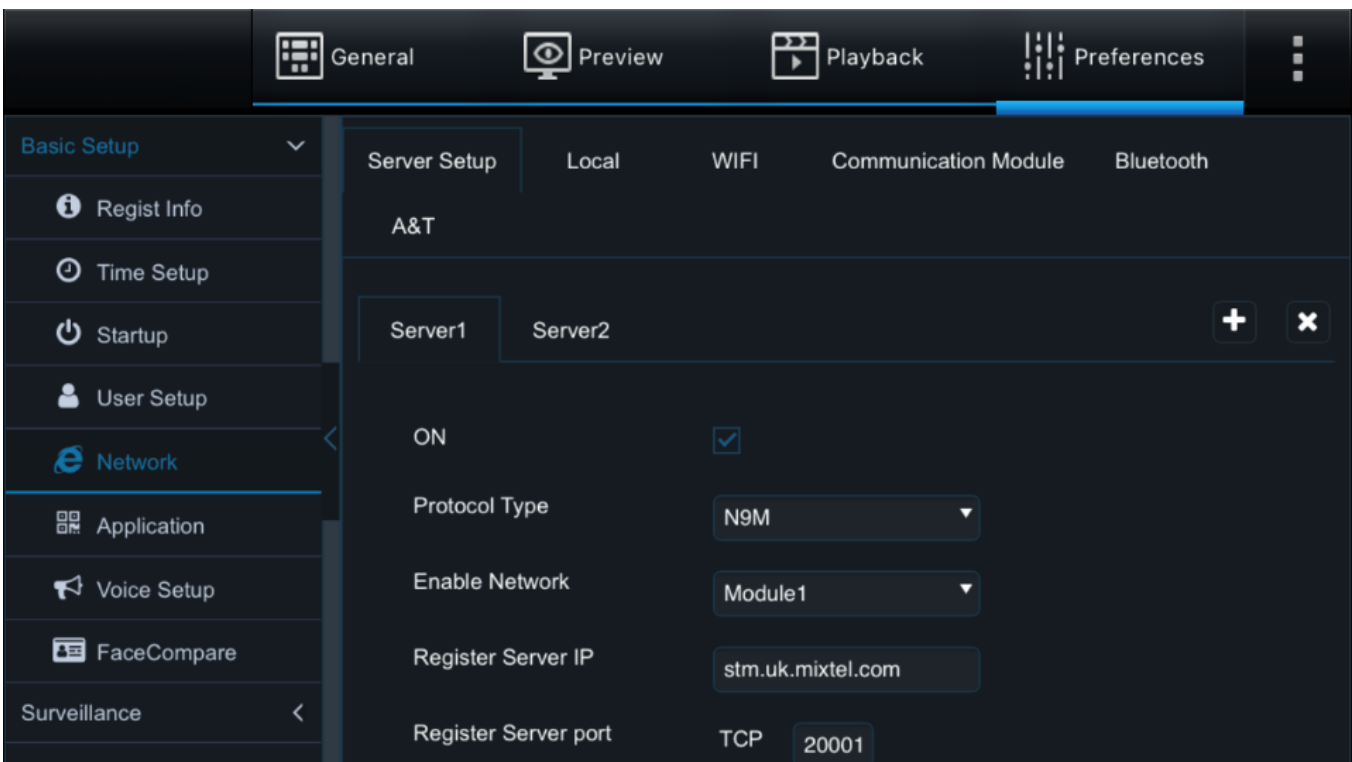 General
Preview
Playback
Preferences
Basic Setup
Regist Info
Time Setup
Startup
User Setup
Network
Application
Voice Setup
FaceCompare
Surveillance
Server Setup
Local
WIFI
Communication Module
Bluetooth
A&T
Server1
Server2
ON
Protocol Type
N9M
Enable Network
Module1
Register Server IP
stm.uk.mixtel.com
Register Server port
TCP
20001